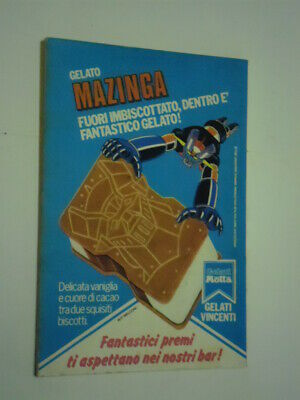 GELATO
MAZINGA
FUORI IMBISCOTTATO, DENTRO E'
FANTASTICO GELATO!
Delicata vaniglia
e cuore di cacao
tra due squisiti
biscotti.
Gelati
Motta
GELATI
VINCENTI
Fantastici premi
ti aspettano nei nostri bar!